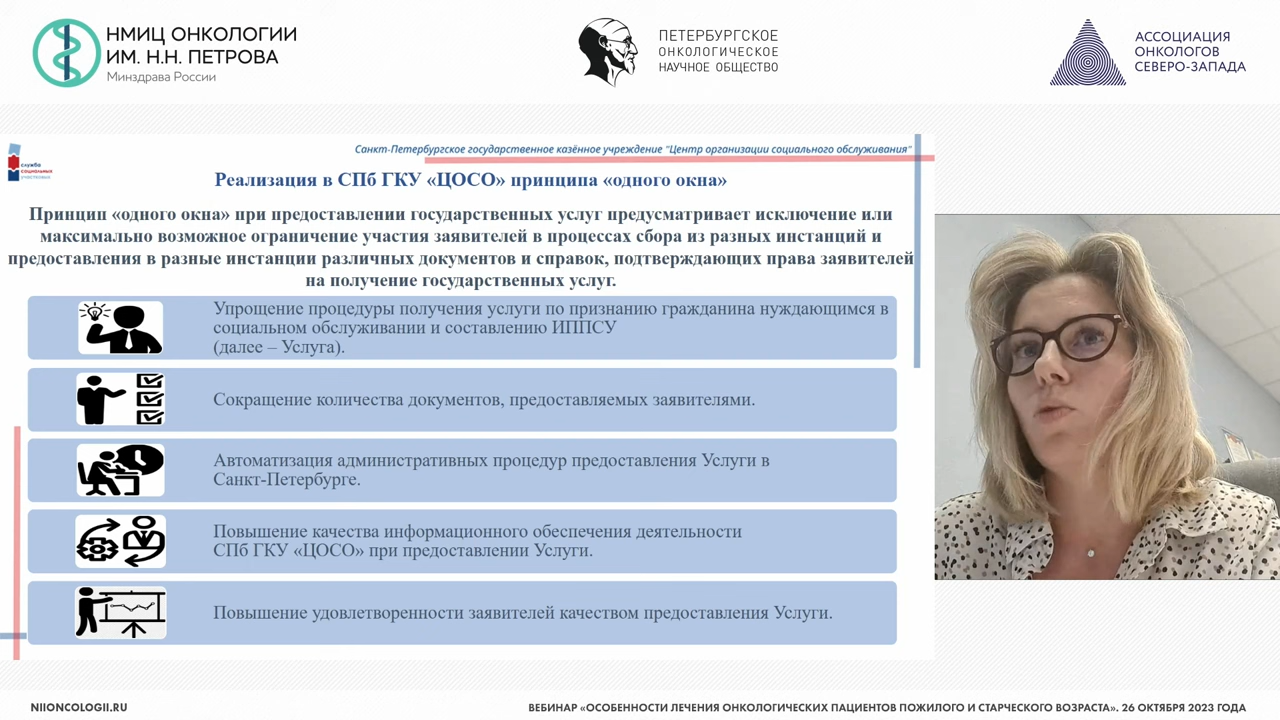 НМИЦ ОНКОЛОГИИ
ИМ. Н.Н. ПЕТРОВА
Минздрава России
ПЕТЕРБУРГСКОЕ
ОНКОЛОГИЧЕСКОЕ
НАУЧНОЕ ОБЩЕСТВО
АССОЦИАЦИЯ
ОНКОЛОГОВ
СЕВЕРО-ЗАПАДА
служба
социальных
участковых
Санкт-Петербургское государственное казённое учреждение "Центр организации социального обслуживания"
Реализация в СПб ГКУ «ЦОСО» принципа «одного окна»
Принцип «одного окна» при предоставлении государственных услуг предусматривает исключение или
максимально возможное ограничение участия заявителей в процессах сбора из разных инстанций и
предоставления в разные инстанции различных документов и справок, подтверждающих права заявителей
на получение государственных услуг.
Упрощение процедуры получения услуги по признанию гражданина нуждающимся в
социальном обслуживании и составлению ИППСУ
(далее – Услуга).
Сокращение количества документов, предоставляемых заявителями.
Автоматизация административных процедур предоставления Услуги в
Санкт-Петербурге.
Повышение качества информационного обеспечения деятельности
СПб ГКУ «ЦОСО» при предоставлении Услуги.
Повышение удовлетворенности заявителей качеством предоставления Услуги.
NIIONCOLOGII.RU
ВЕБИНАР «ОСОБЕННОСТИ ЛЕЧЕНИЯ ОНКОЛОГИЧЕСКИХ ПАЦИЕНТОВ ПОЖИЛОГО И СТАРЧЕСКОГО ВОЗРАСТА». 26 ОКТЯБРЯ 2023 ГОДА